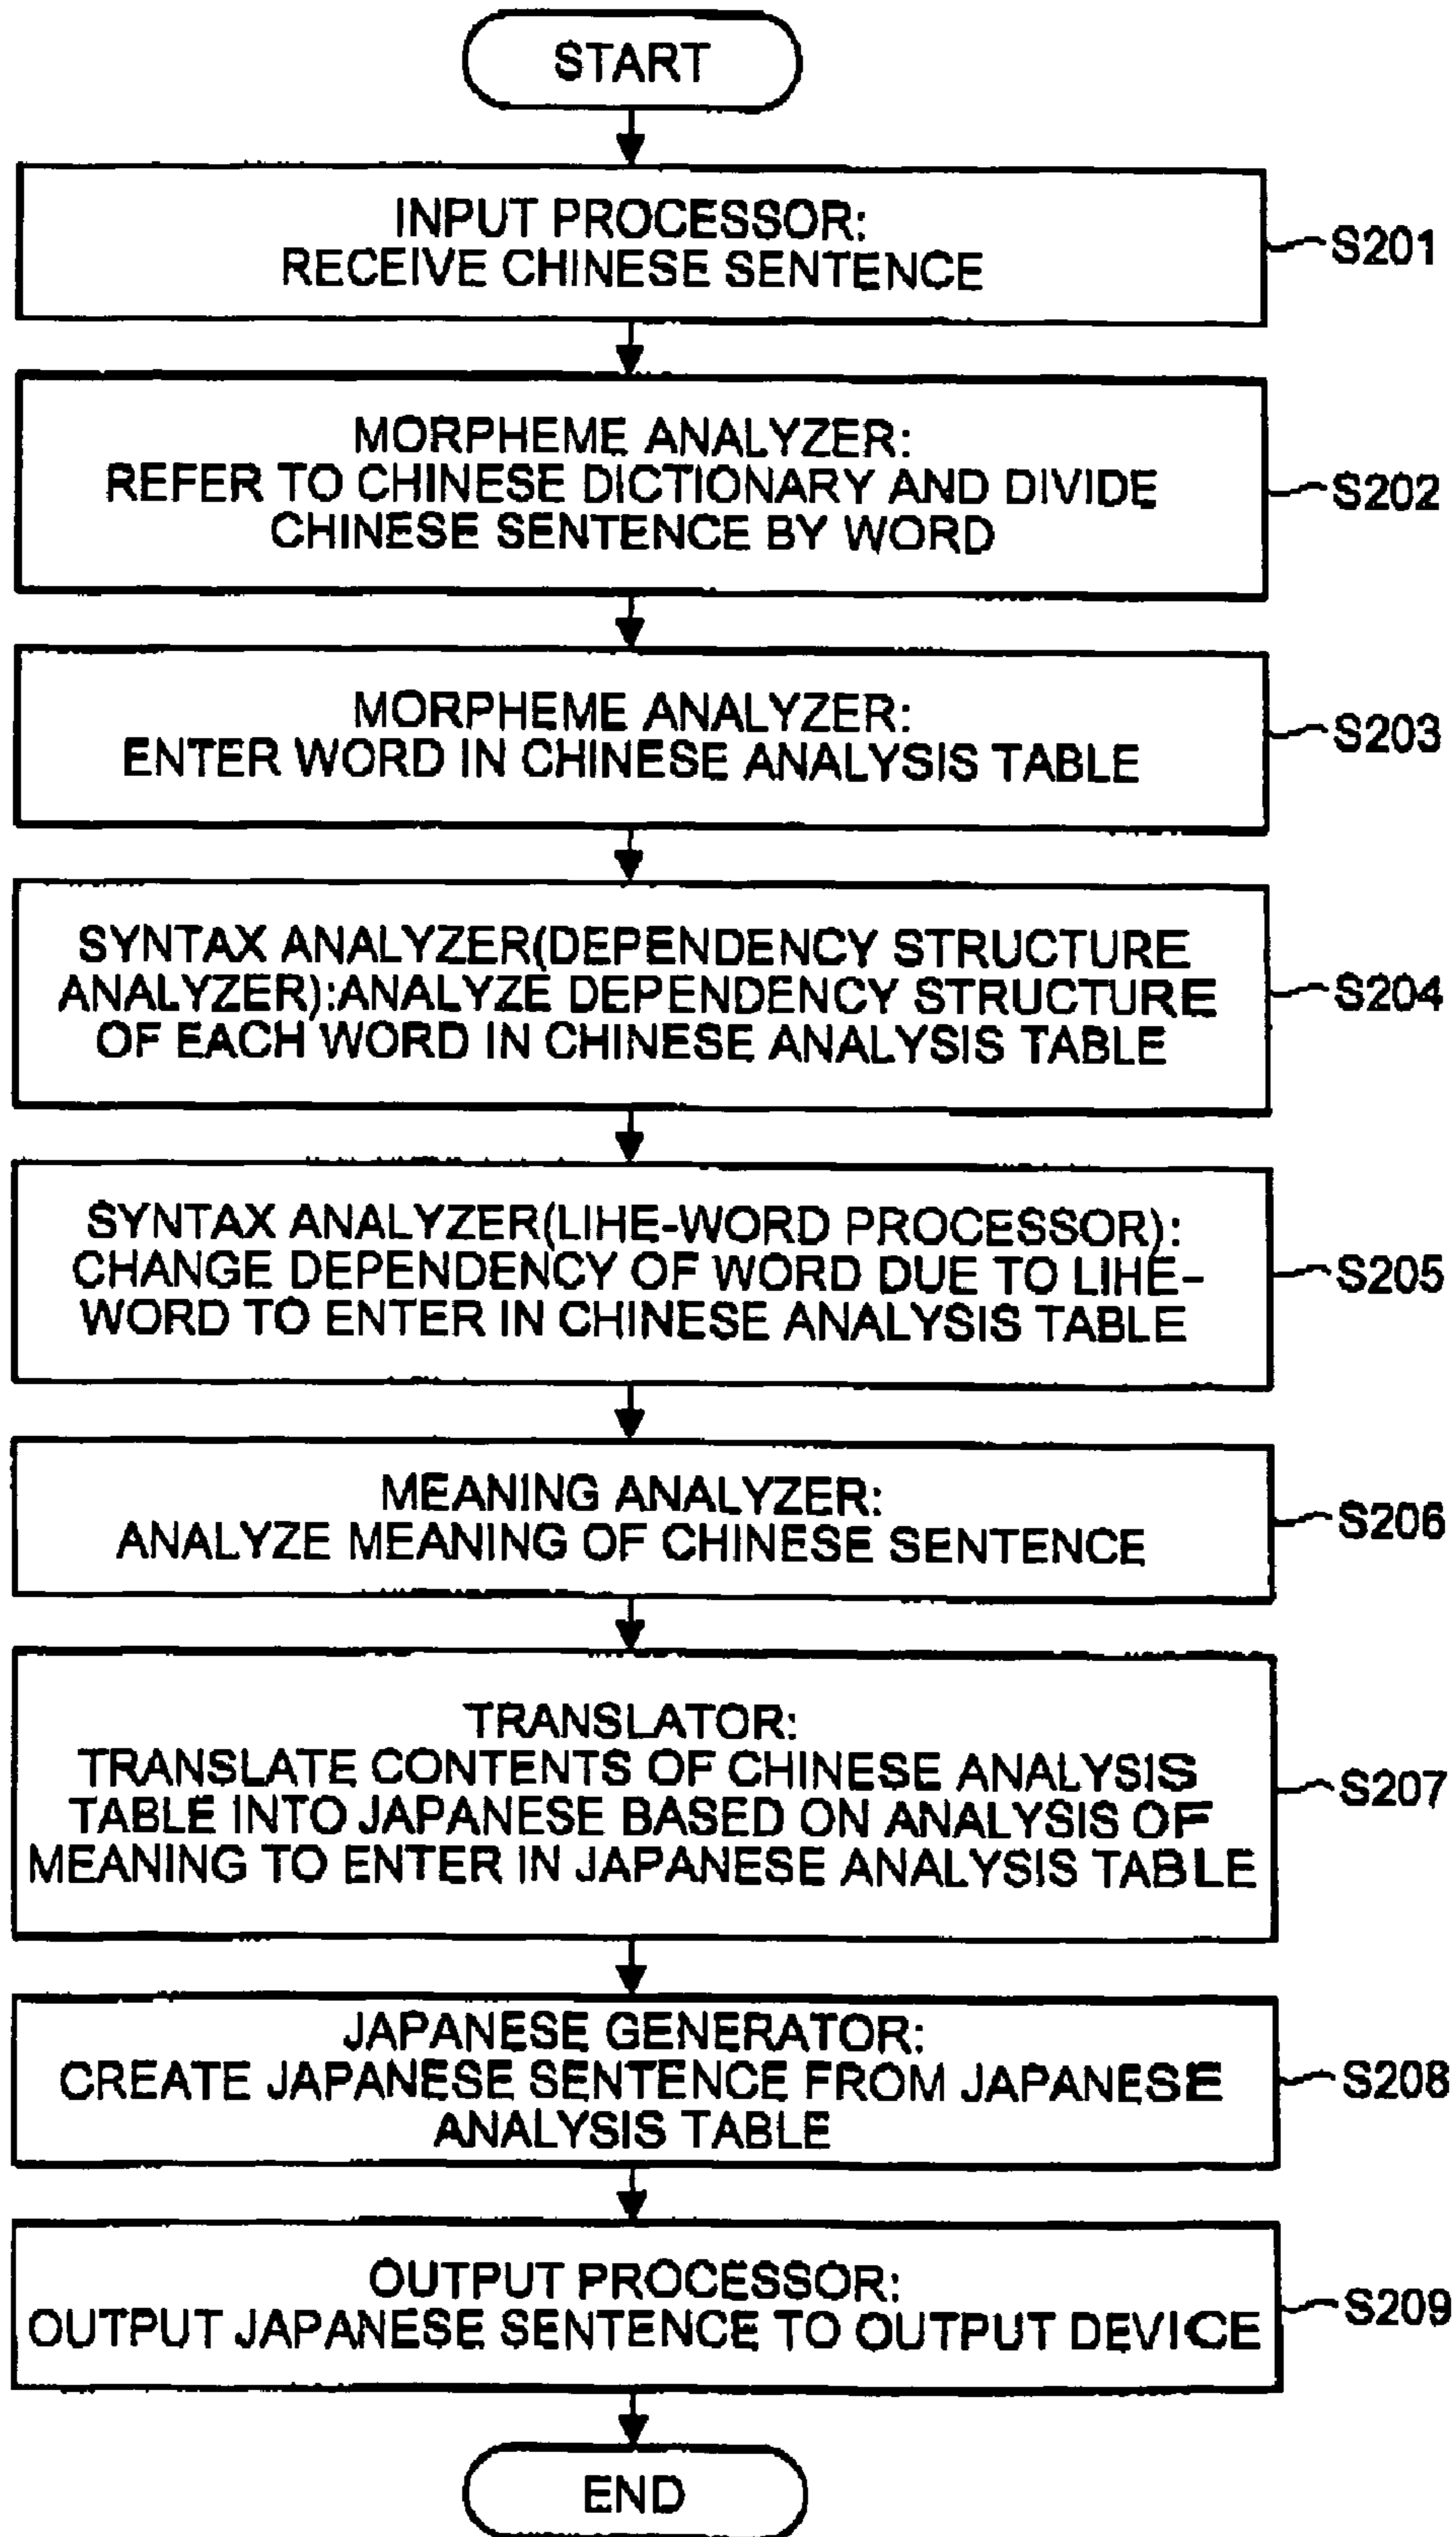 START
INPUT PROCESSOR:
RECEIVE CHINESE SENTENCE
S201
MORPHEME ANALYZER:
REFER TO CHINESE DICTIONARY AND DIVIDE
CHINESE SENTENCE BY WORD
S202
MORPHEME ANALYZER:
ENTER WORD IN CHINESE ANALYSIS TABLE
S203
SYNTAX ANALYZER(DEPENDENCY STRUCTURE
ANALYZER):ANALYZE DEPENDENCY STRUCTURE
OF EACH WORD IN CHINESE ANALYSIS TABLE
S204
SYNTAX ANALYZER(LIHE-WORD PROCESSOR):
CHANGE DEPENDENCY OF WORD DUE TO LIHE-
WORD TO ENTER IN CHINESE ANALYSIS TABLE
S205
MEANING ANALYZER:
ANALYZE MEANING OF CHINESE SENTENCE
S206
TRANSLATOR:
TRANSLATE CONTENTS OF CHINESE ANALYSIS
TABLE INTO JAPANESE BASED ON ANALYSIS OF
MEANING TO ENTER IN JAPANESE ANALYSIS TABLE
S207
JAPANESE GENERATOR:
CREATE JAPANESE SENTENCE FROM JAPANESE
ANALYSIS TABLE
S208
OUTPUT PROCESSOR:
OUTPUT JAPANESE SENTENCE TO OUTPUT DEVICE
S209
END